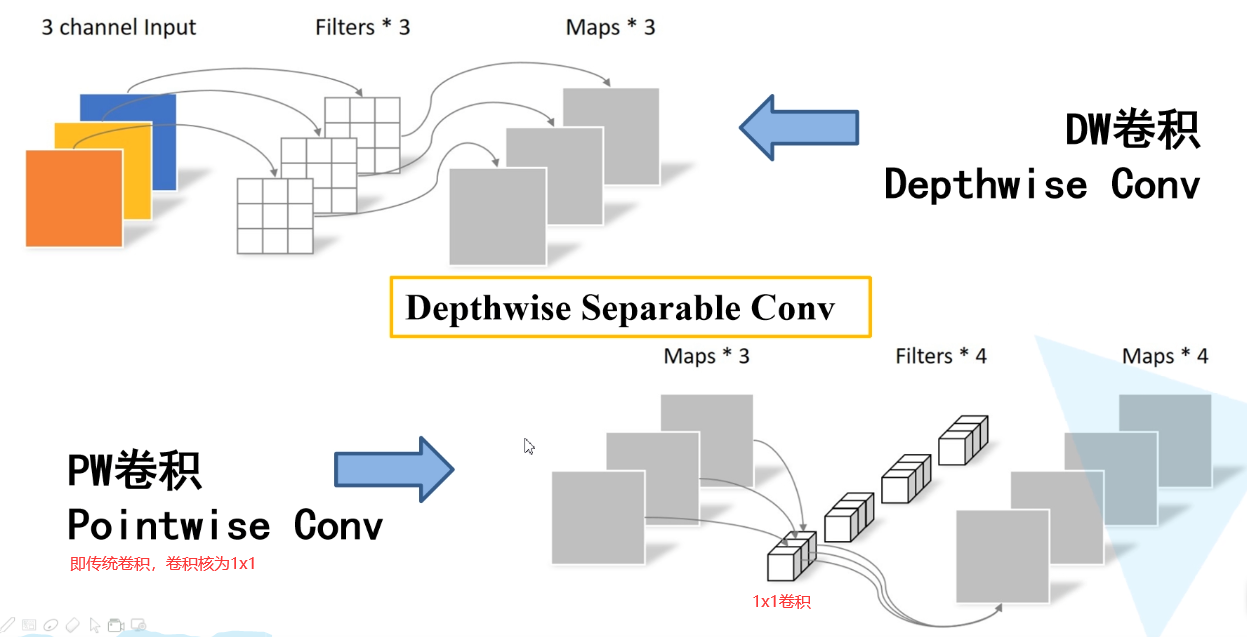 3 channel Input
Filters * 3
Maps * 3
DW卷积
Depthwise Conv
Depthwise Separable Conv
Maps * 3
Filters * 4
Maps * 4
PW卷积
Pointwise Conv
即传统卷积，卷积核为1x1
1x1卷积